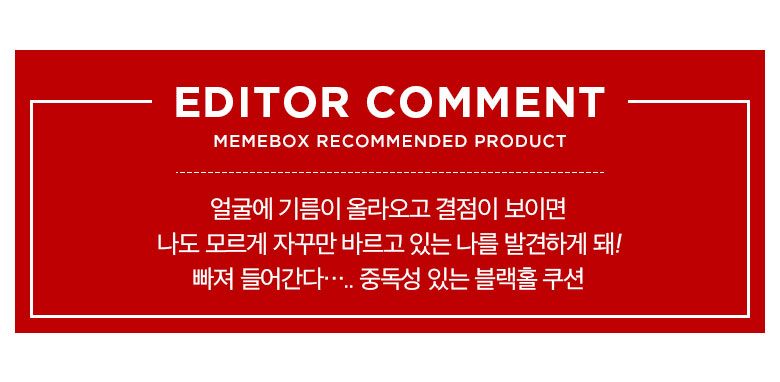 EDITOR COMMENT
MEMEBOX RECOMMENDED PRODUCT
얼굴에 기름이 올라오고 결점이 보이면
나도 모르게 자꾸만 바르고 있는 나를 발견하게 돼!
빠져 들어간다….. 중독성 있는 블랙홀 쿠션